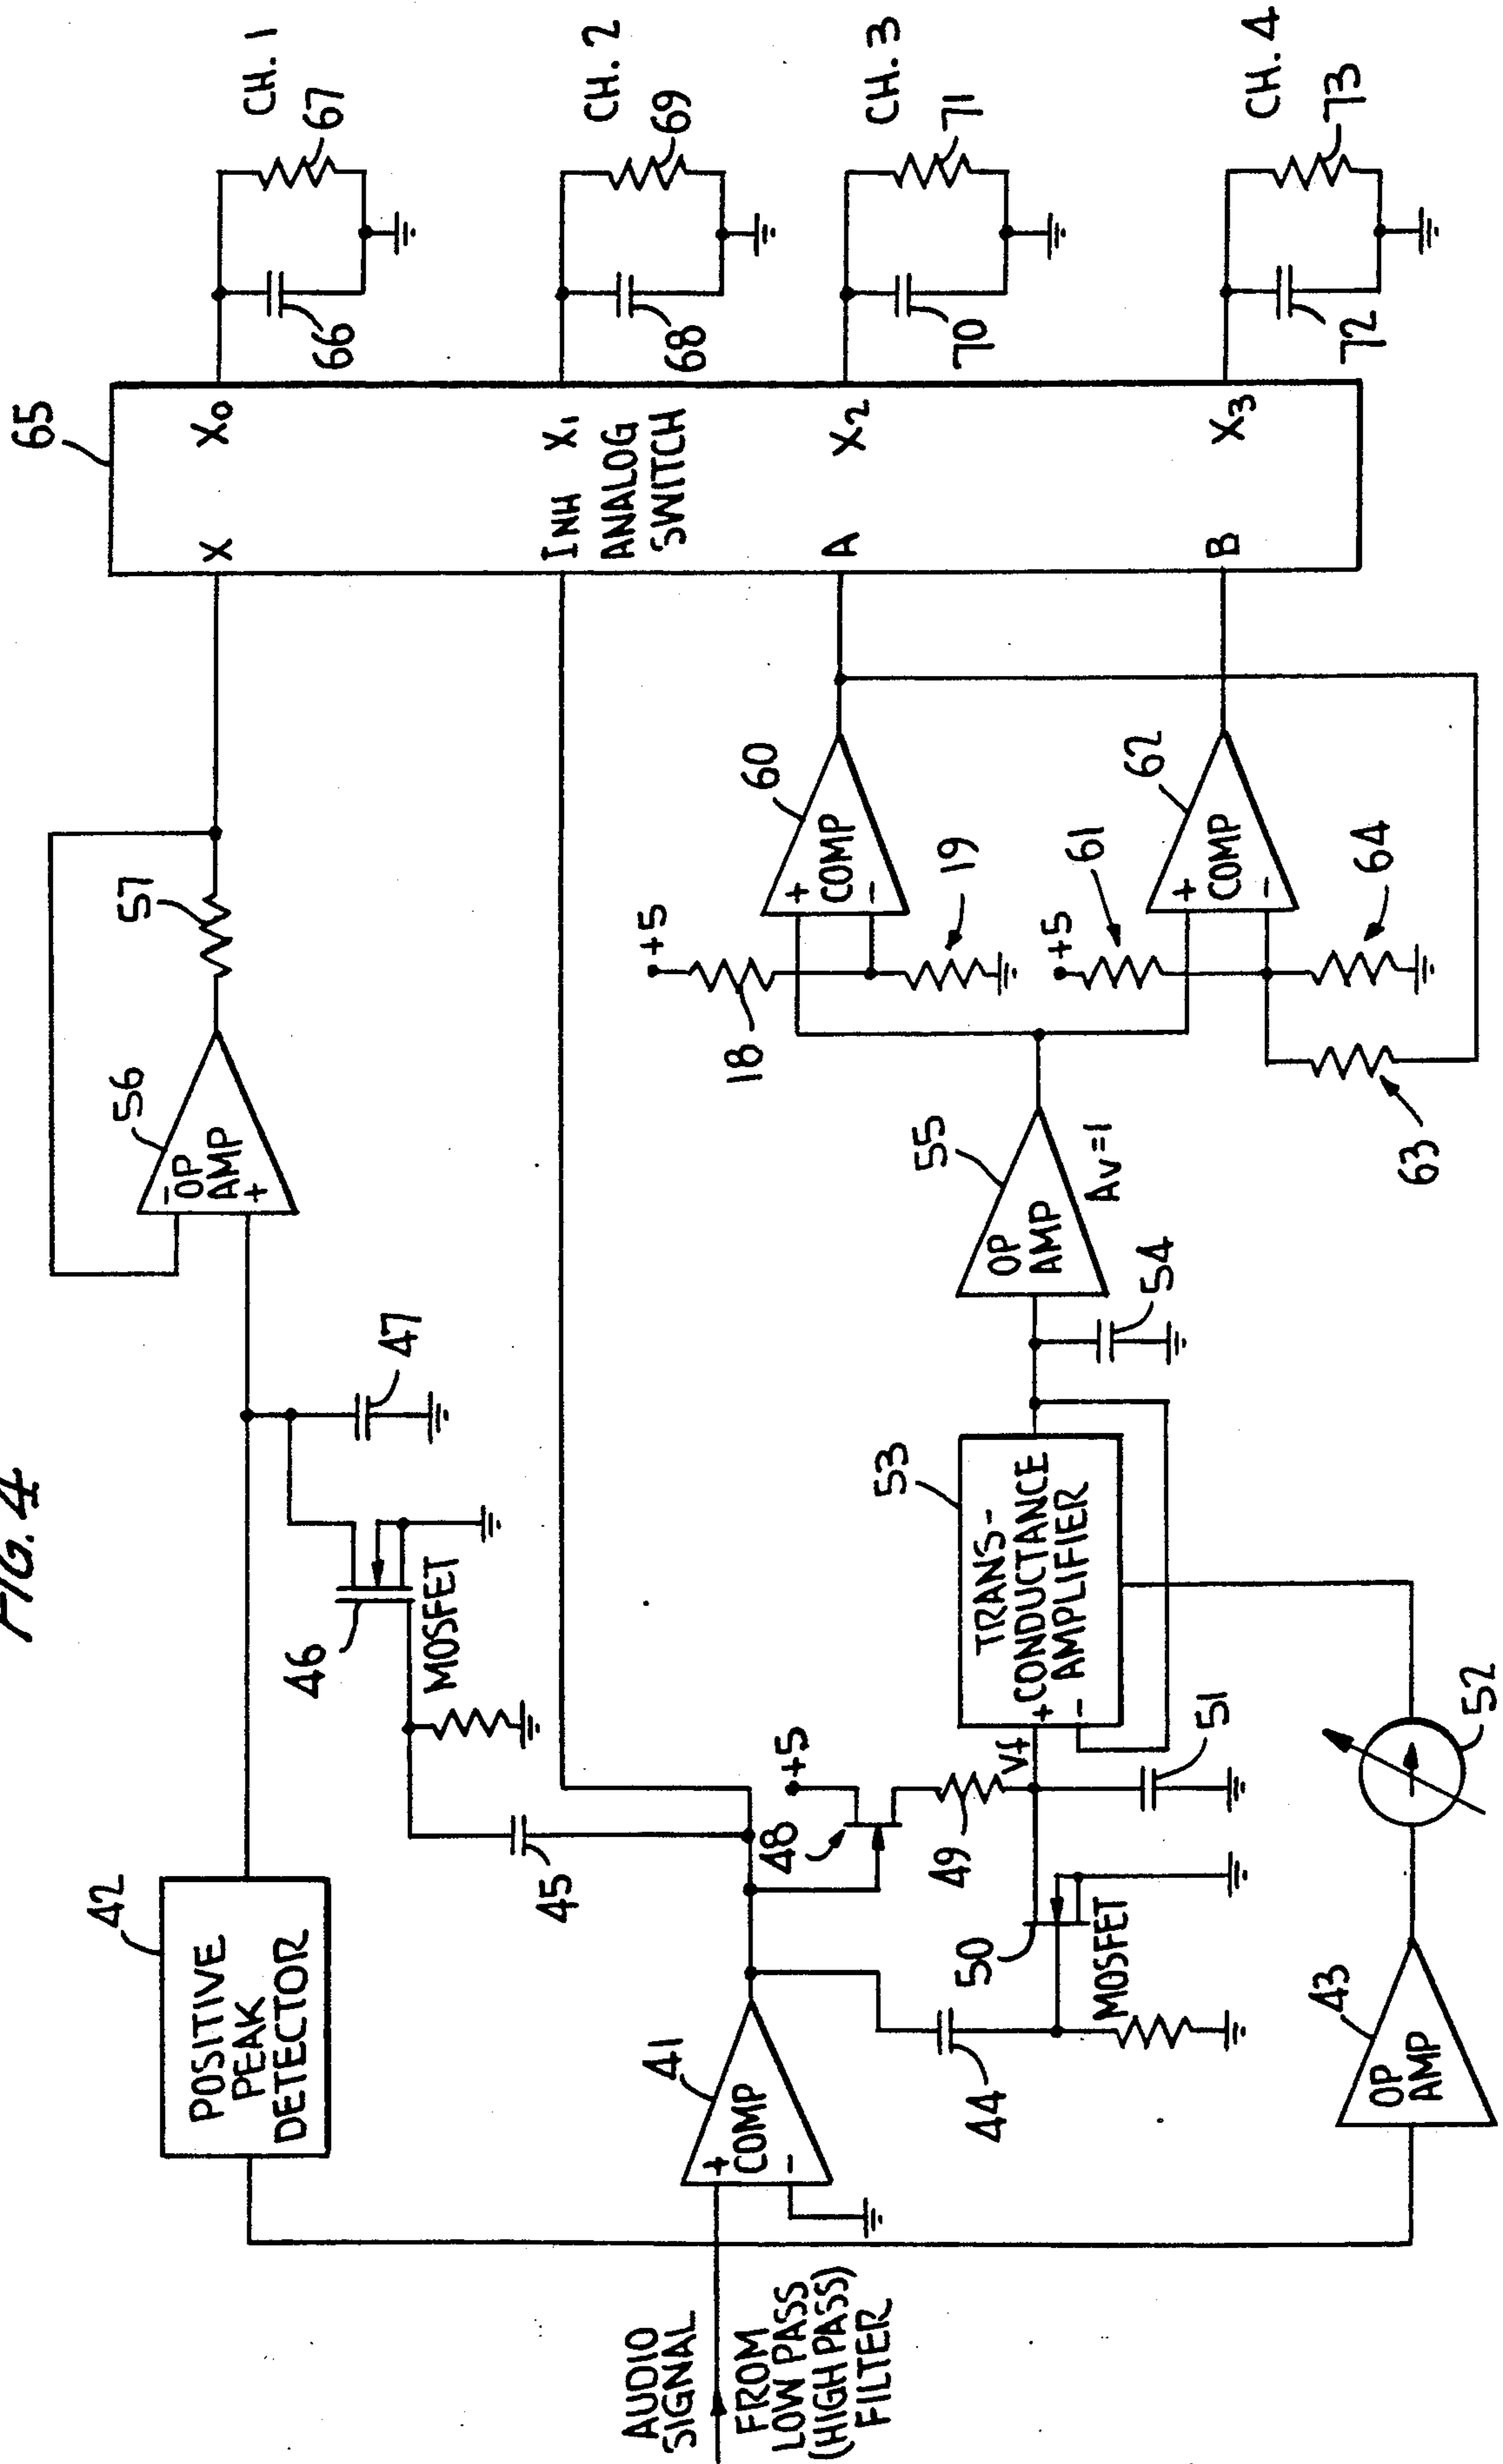 FIG. 4
42
POSITIVE
PEAK
DETECTOR
46
MOSFET
47
56
-
OP
AMP
+
57
65
X
X0
INH
X1
ANALOG
SWITCH
A
X2
B
X3
CH. 1
66
67
CH. 2
68
69
CH. 3
70
71
CH. 4
72
73
AUDIO
SIGNAL
FROM
LOW PASS
(HIGH PASS)
FILTER
41
+
COMP
-
45
44
48
+5
49
50
MOSFET
Vf
51
53
TRANS-
+CONDUCTANCE
- AMPLIFIER
54
55
OP
AMP
Av=1
+5
18
19
60
+
COMP
-
+5
61
62
+
COMP
-
63
64
43
OP
AMP
52